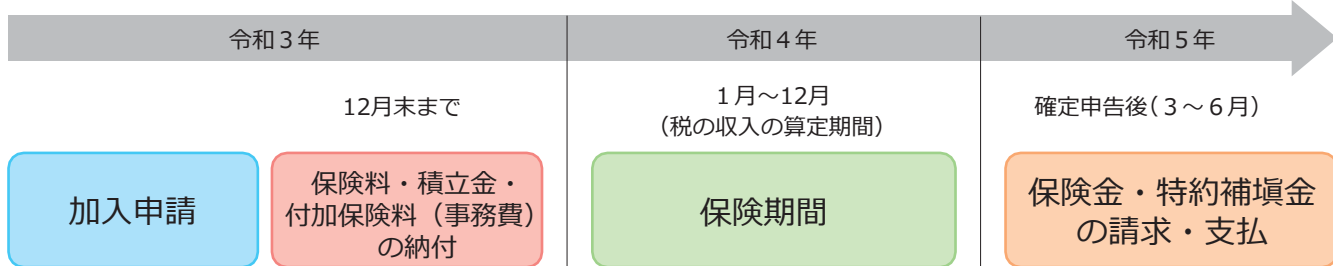 令和３年
令和４年
令和５年
12月末まで
１月～12月
（税の収入の算定期間）
確定申告後（３～６月）
加入申請
保険料・積立金・
付加保険料（事務費）
の納付
保険期間
保険金・特約補塡金
の請求・支払